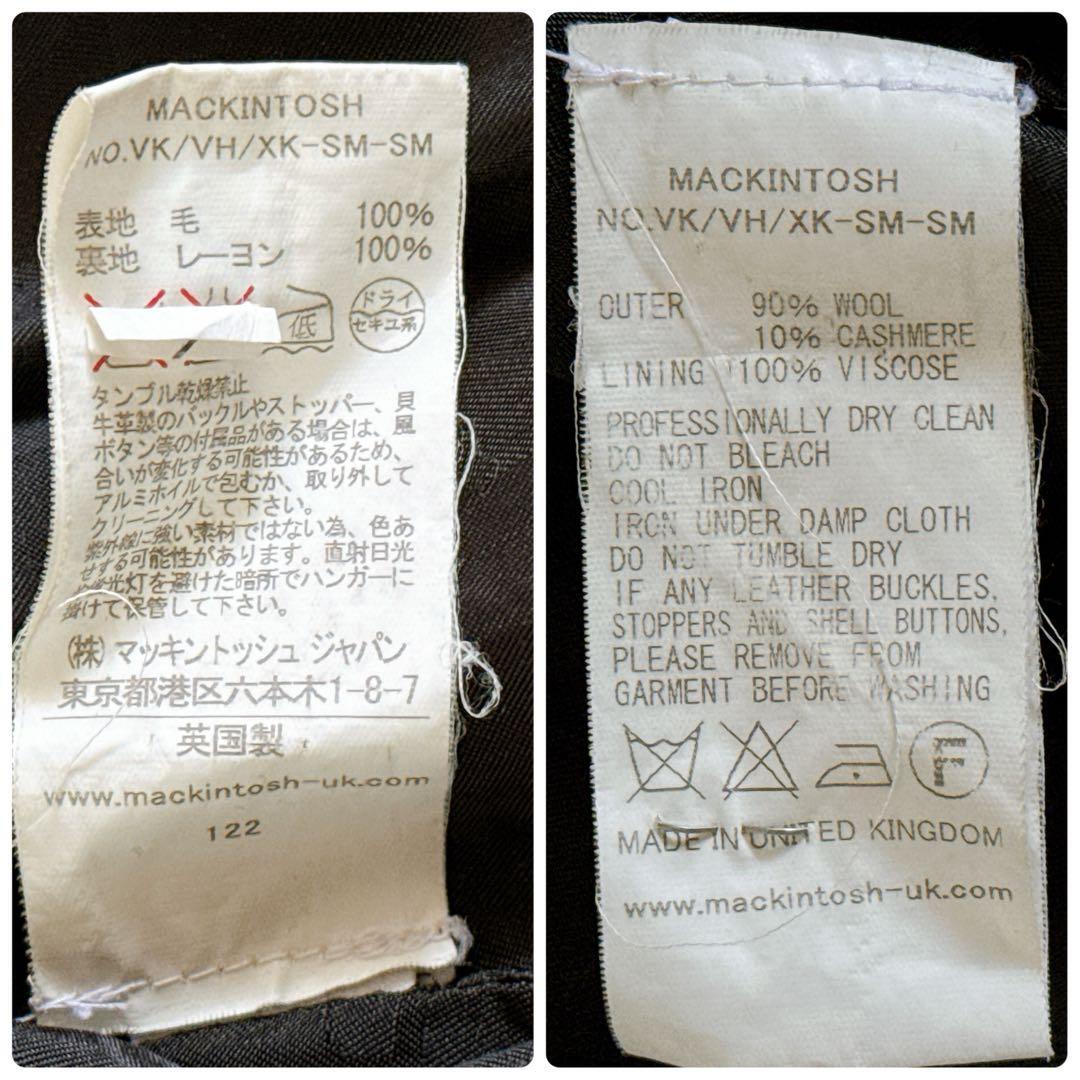 MACKINTOSH
NO.VK/VH/XK-SM-SM
表地 毛 100%
裏地 レーヨン 100%
低
ドライ
セキユ系
タンブル乾燥禁止
牛革製のバックルやストッパー、貝
ボタン等の付属品がある場合は、風
合いが変化する可能性があるため、
アルミホイルで包むか、取り外して
クリーニングして下さい。
紫外線に強い素材ではない為、色あ
せする可能性があります。直射日光
蛍光灯を避けた暗所でハンガーに
掛けて保管して下さい。
(株)マッキントッシュ ジャパン
東京都港区六本木1-8-7
英国製
www.mackintosh-uk.com
122
MACKINTOSH
NO.VK/VH/XK-SM-SM
OUTER 90% WOOL
10% CASHMERE
LINING 100% VISCOSE
PROFESSIONALLY DRY CLEAN
DO NOT BLEACH
COOL IRON
IRON UNDER DAMP CLOTH
DO NOT TUMBLE DRY
IF ANY LEATHER BUCKLES,
STOPPERS AND SHELL BUTTONS,
PLEASE REMOVE FROM
GARMENT BEFORE WASHING
MADE IN UNITED KINGDOM
www.mackintosh-uk.com